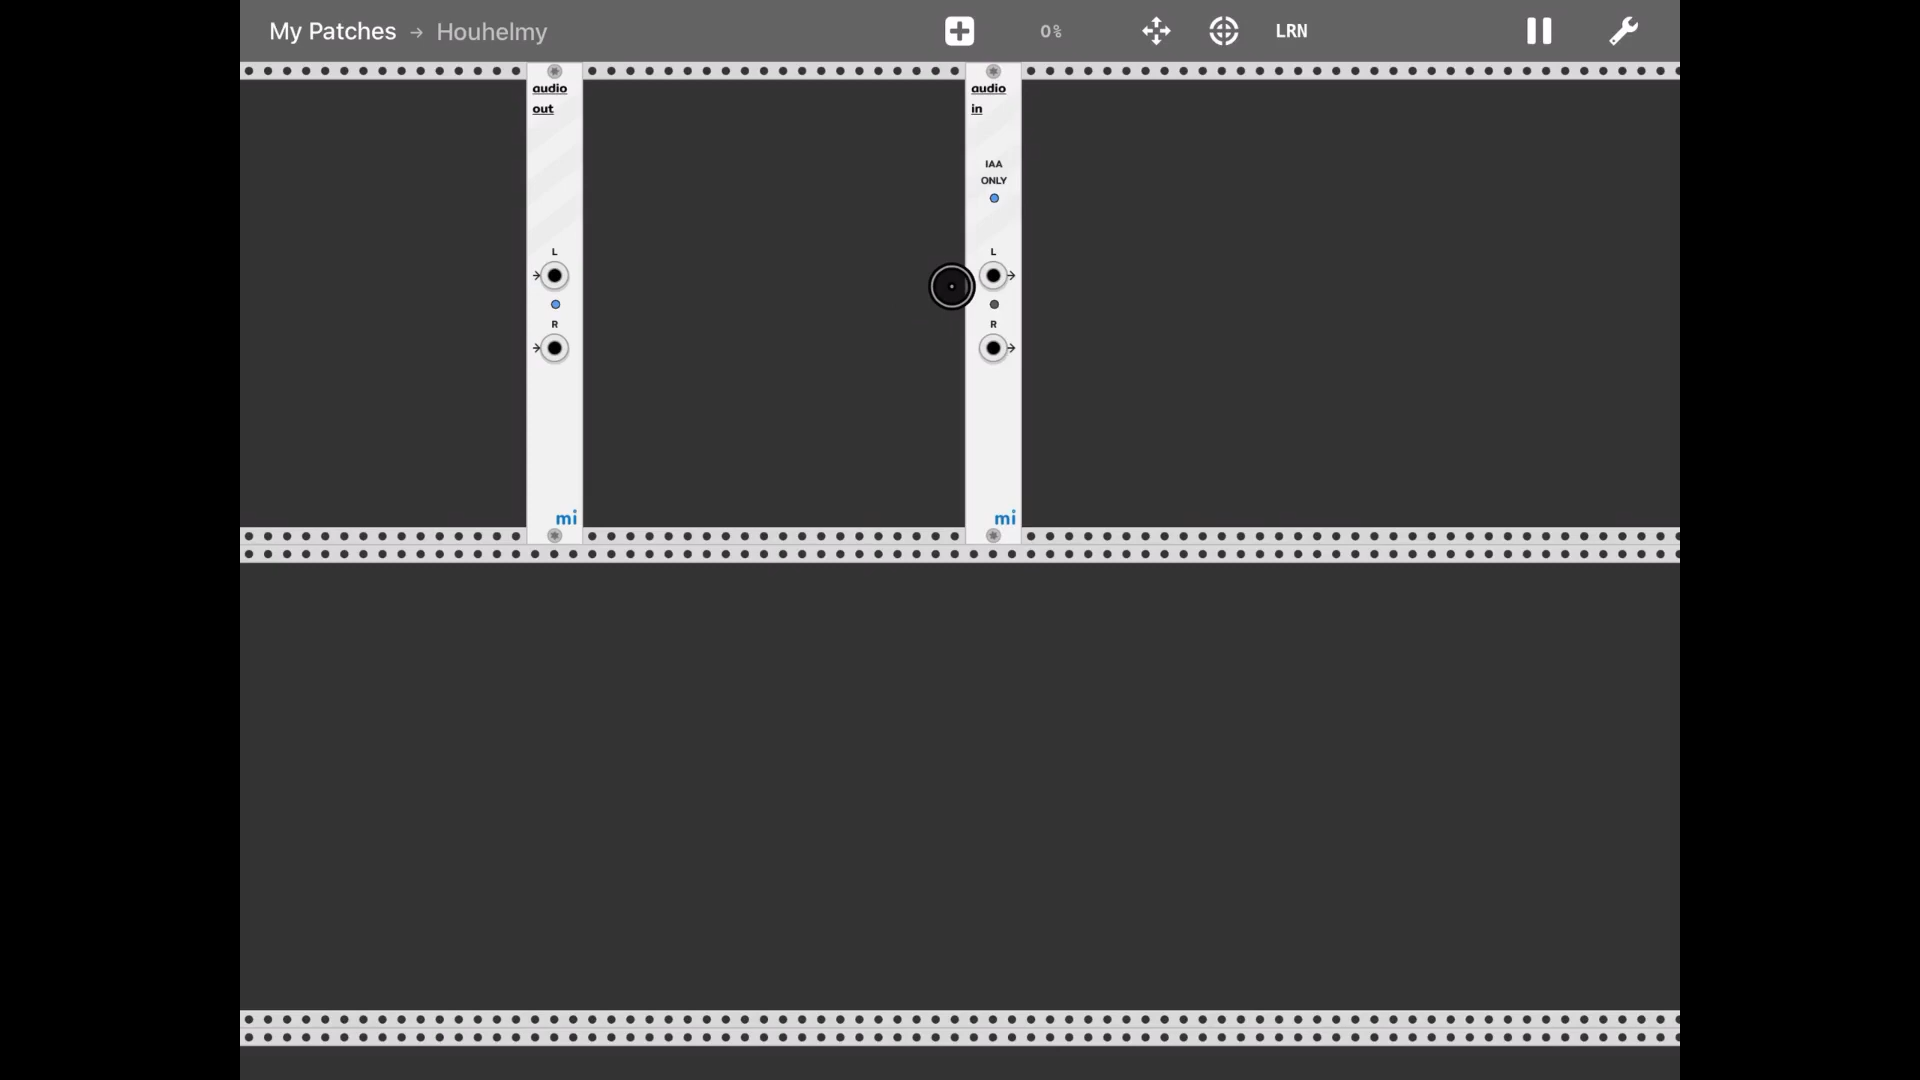 My Patches → Houhelmy
0%
LRN
audio
out
L
R
mi
audio
in
IAA
ONLY
L
R
mi